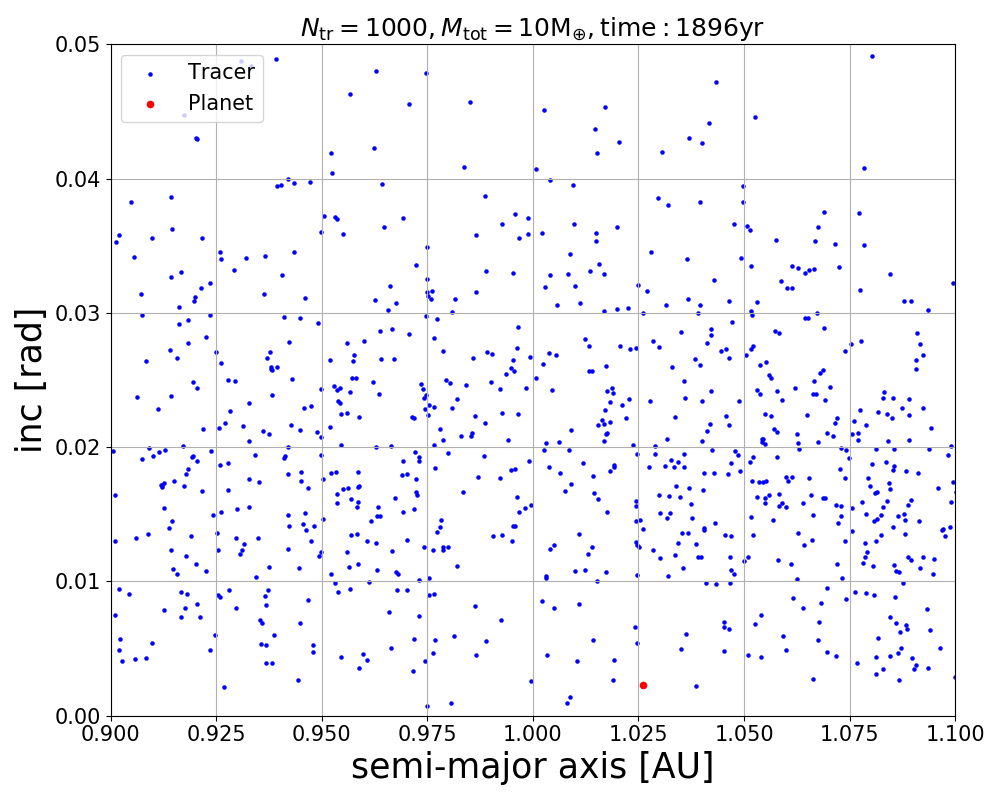 N_tr = 1000, M_tot = 10M_⊕, time : 1896yr
Tracer
Planet
0.05
0.04
0.03
0.02
0.01
0.00
inc [rad]
0.900 0.925 0.950 0.975 1.000 1.025 1.050 1.075 1.100
semi-major axis [AU]